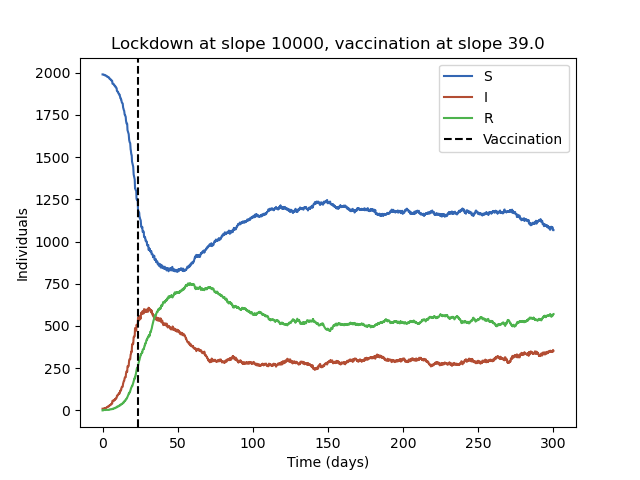 Lockdown at slope 10000, vaccination at slope 39.0
S
I
R
Vaccination
Individuals
2000
1750
1500
1250
1000
750
500
250
0
0 50 100 150 200 250 300
Time (days)